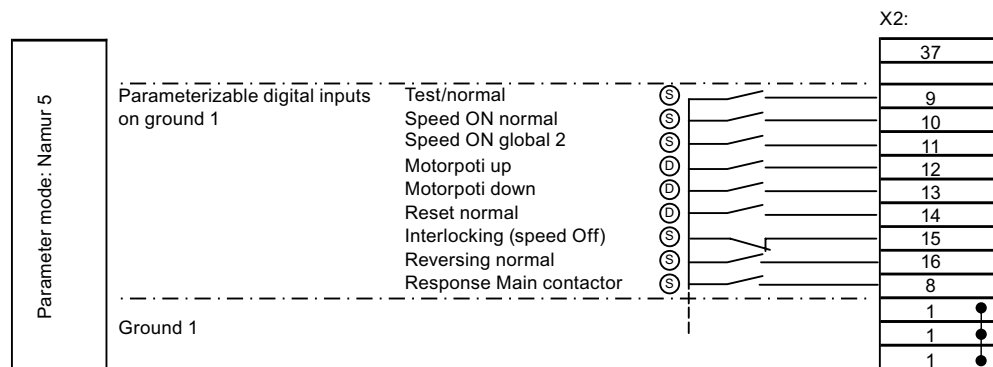 X2:
37
Parameter mode: Namur 5
Parameterizable digital inputs
on ground 1
Test/normal S 9
Speed ON normal S 10
Speed ON global 2 S 11
Motorpoti up D 12
Motorpoti down D 13
Reset normal D 14
Interlocking (speed Off) S 15
Reversing normal S 16
Response Main contactor S 8
Ground 1
1
1
1